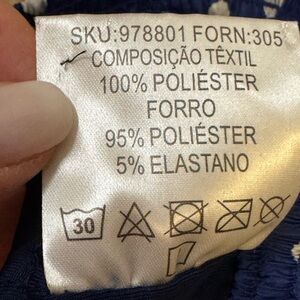 SKU:978801 FORN:305
COMPOSIÇÃO TÊXTIL
100% POLIÉSTER
FORRO
95% POLIÉSTER
5% ELASTANO
30